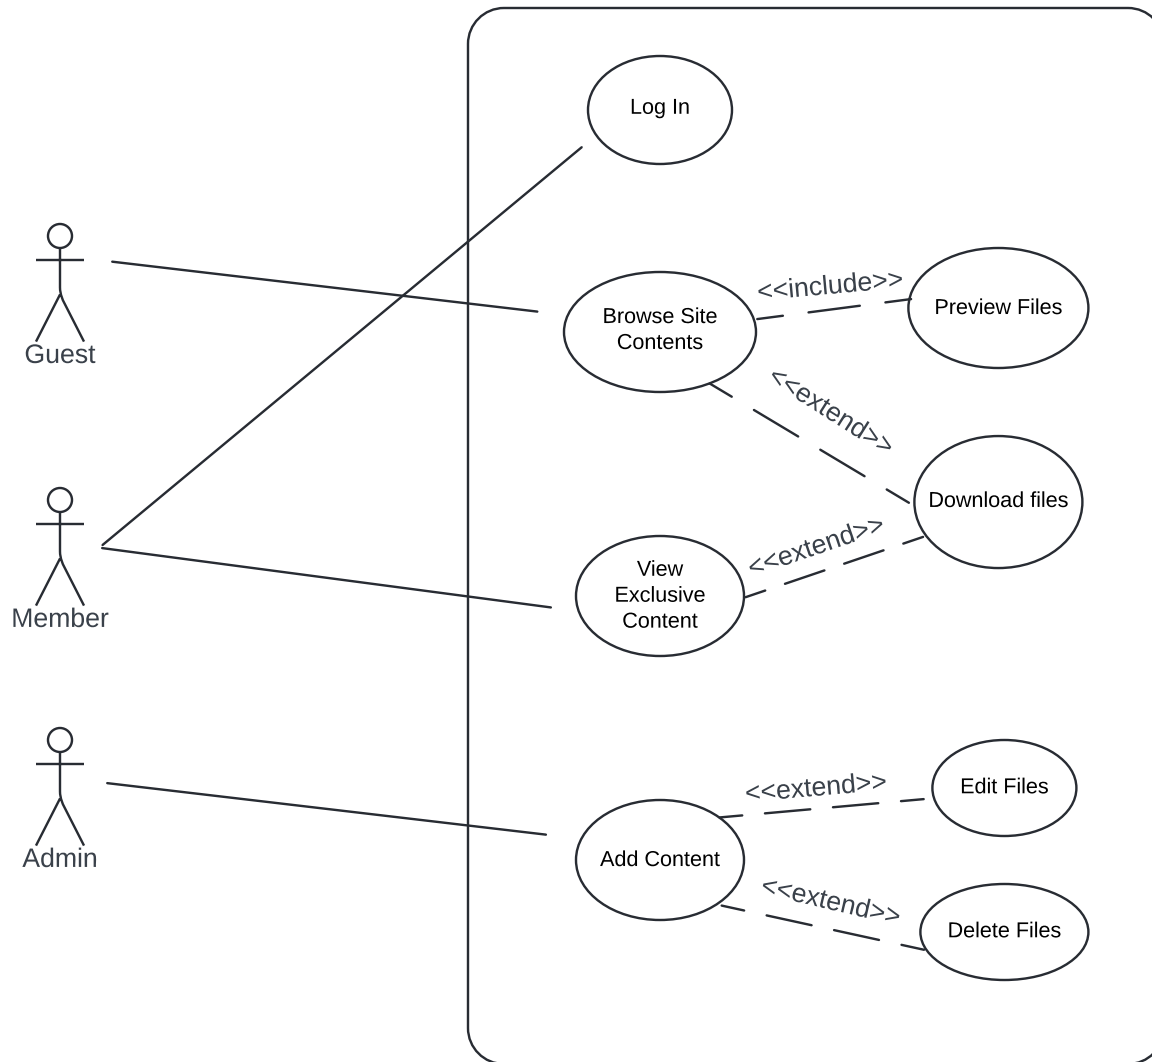 Log In
Guest
Browse Site
Contents
<<include>>
Preview Files
<<extend>>
Download files
Member
View
Exclusive
Content
<<extend>>
Admin
Add Content
<<extend>>
Edit Files
<<extend>>
Delete Files